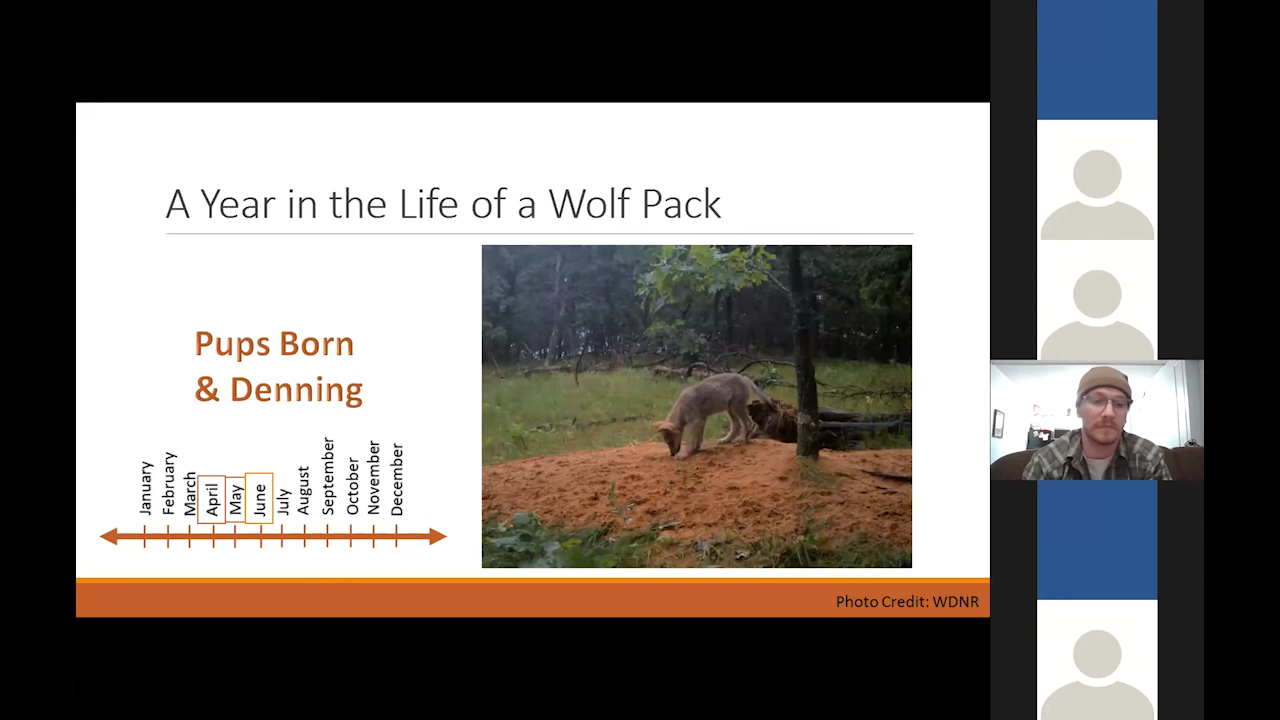 A Year in the Life of a Wolf Pack
Pups Born
& Denning
January
February
March
April
May
June
July
August
September
October
November
December
Photo Credit: WDNR